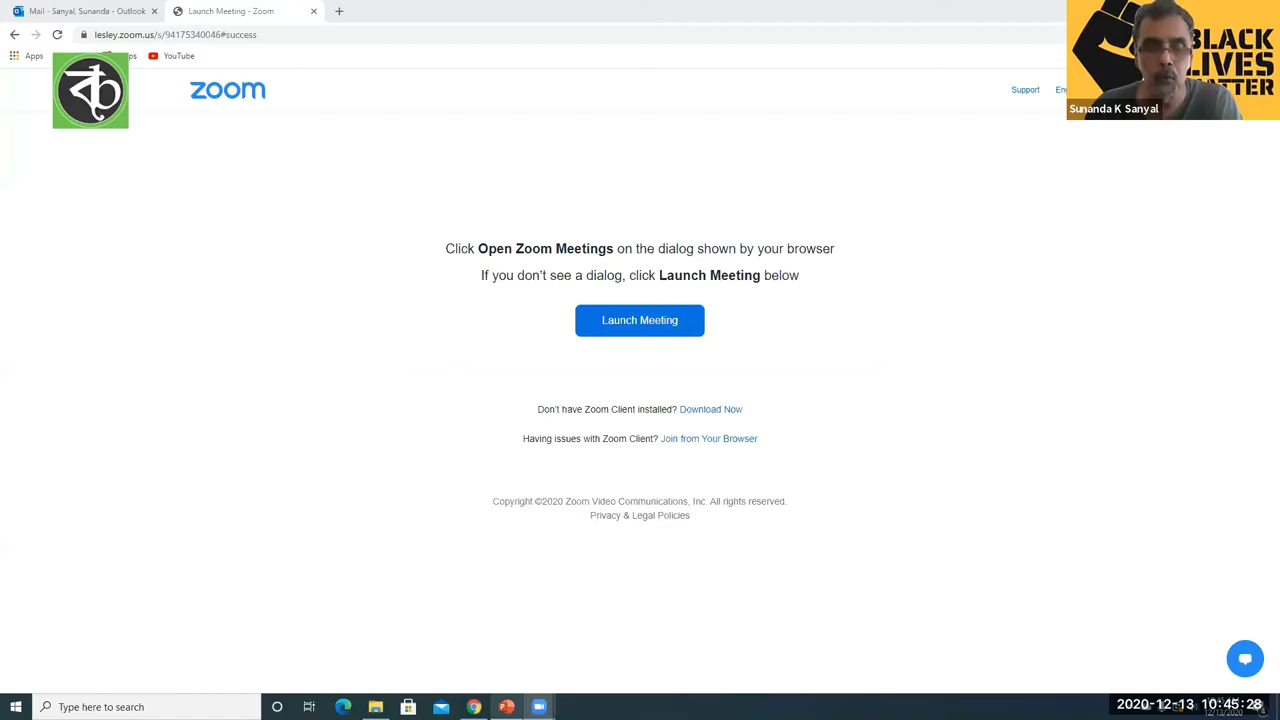 Mail - Sanyal, Sunanda - Outlook
Launch Meeting - Zoom
lesley.zoom.us/s/94175340046#success
Apps
YouTube
zoom
Support
BLACK
LIVES
MATTER
Sunanda K Sanyal
Click Open Zoom Meetings on the dialog shown by your browser
If you don't see a dialog, click Launch Meeting below
Launch Meeting
Don't have Zoom Client installed? Download Now
Having issues with Zoom Client? Join from Your Browser
Copyright ©2020 Zoom Video Communications, Inc. All rights reserved.
Privacy & Legal Policies
Type here to search
2020-12-13 10:45:28
12/13/2020